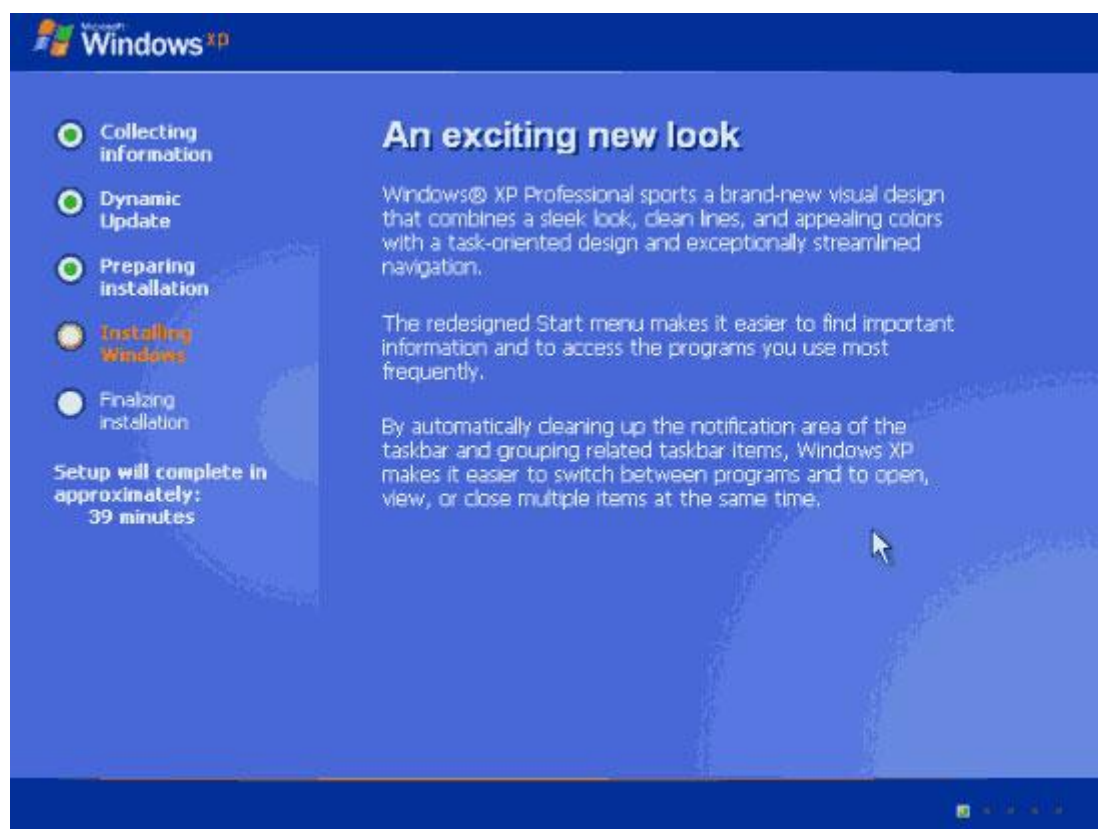 Microsoft
Windows xp
Collecting
information
Dynamic
Update
Preparing
installation
Installing
Windows
Finalizing
installation
Setup will complete in
approximately:
39 minutes
An exciting new look
Windows® XP Professional sports a brand-new visual design
that combines a sleek look, clean lines, and appealing colors
with a task-oriented design and exceptionally streamlined
navigation.
The redesigned Start menu makes it easier to find important
information and to access the programs you use most
frequently.
By automatically cleaning up the notification area of the
taskbar and grouping related taskbar items, Windows XP
makes it easier to switch between programs and to open,
view, or close multiple items at the same time.